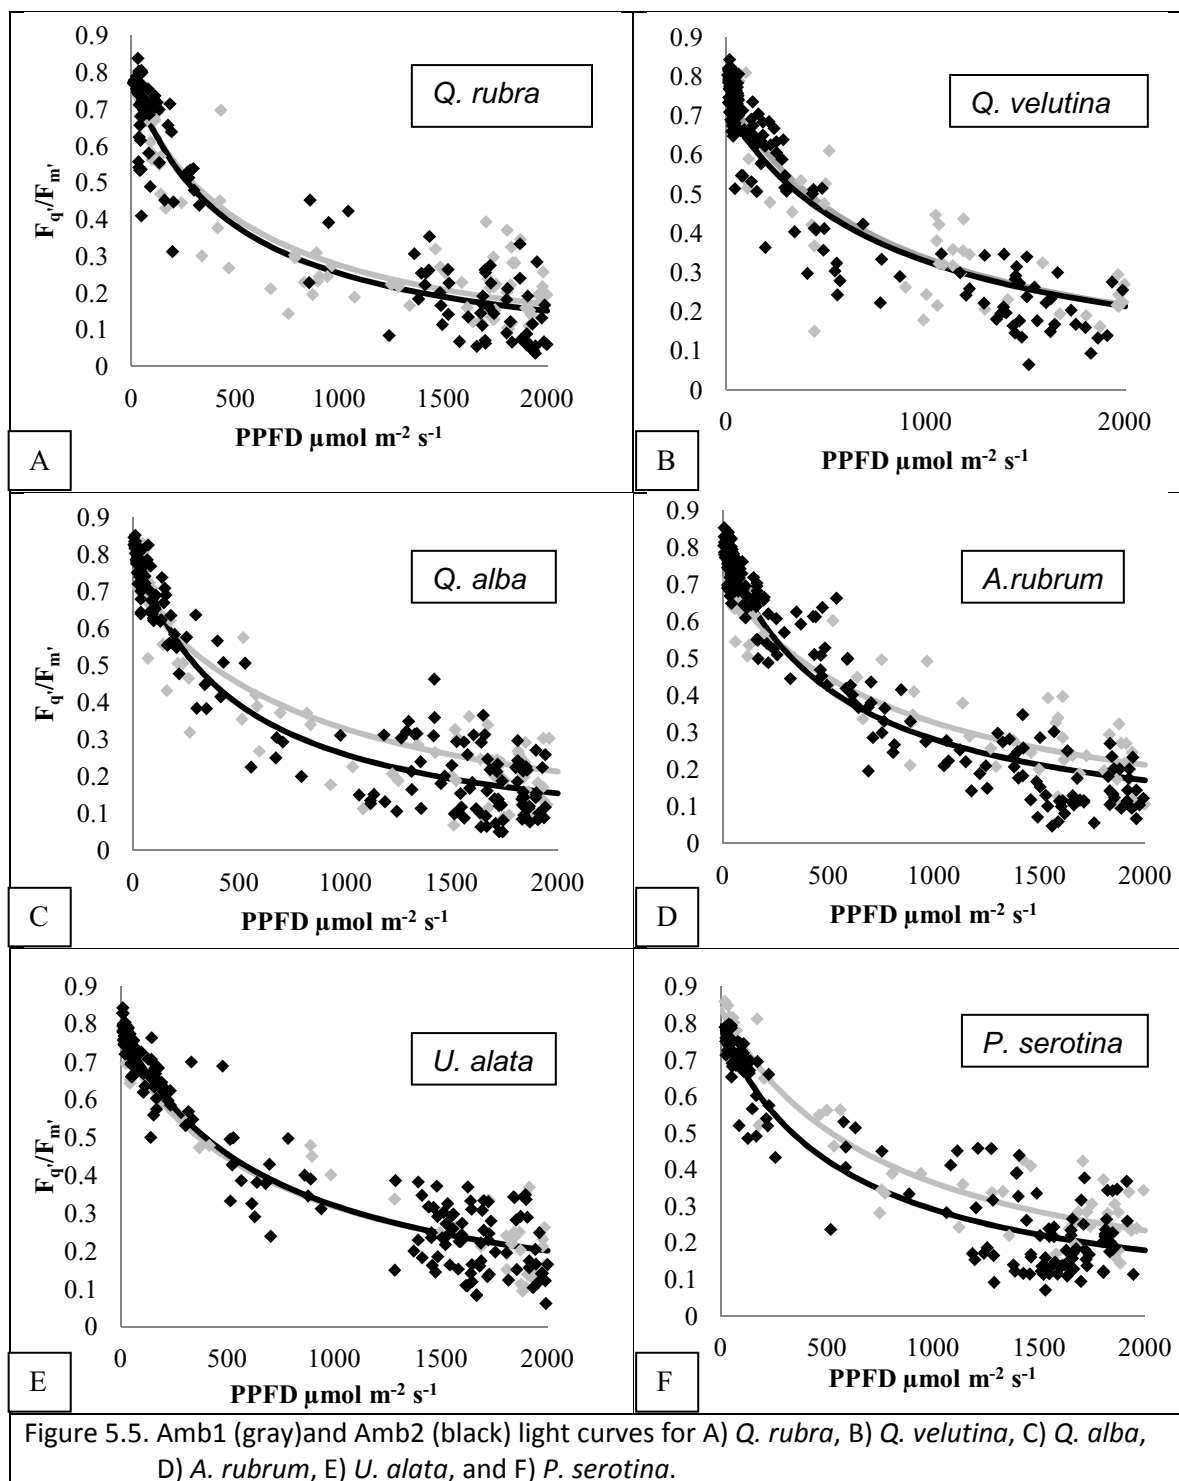 0.9
0.8
0.7
0.6
0.5
0.4
0.3
0.2
0.1
0
Fq'/Fm'
Q. rubra
0 500 1000 1500 2000
PPFD µmol m-2 s-1
A
0.9
0.8
0.7
0.6
0.5
0.4
0.3
0.2
0.1
0
Q. velutina
0 1000 2000
PPFD µmol m-2 s-1
B
0.9
0.8
0.7
0.6
0.5
0.4
0.3
0.2
0.1
0
Fq'/Fm'
Q. alba
0 500 1000 1500 2000
PPFD µmol m-2 s-1
C
0.9
0.8
0.7
0.6
0.5
0.4
0.3
0.2
0.1
0
A.rubrum
0 500 1000 1500 2000
PPFD µmol m-2 s-1
D
0.9
0.8
0.7
0.6
0.5
0.4
0.3
0.2
0.1
0
Fq'/Fm'
U. alata
0 500 1000 1500 2000
PPFD µmol m-2 s-1
E
0.9
0.8
0.7
0.6
0.5
0.4
0.3
0.2
0.1
0
P. serotina
0 500 1000 1500 2000
PPFD µmol m-2 s-1
F
Figure 5.5. Amb1 (gray)and Amb2 (black) light curves for A) Q. rubra, B) Q. velutina, C) Q. alba,
D) A. rubrum, E) U. alata, and F) P. serotina.